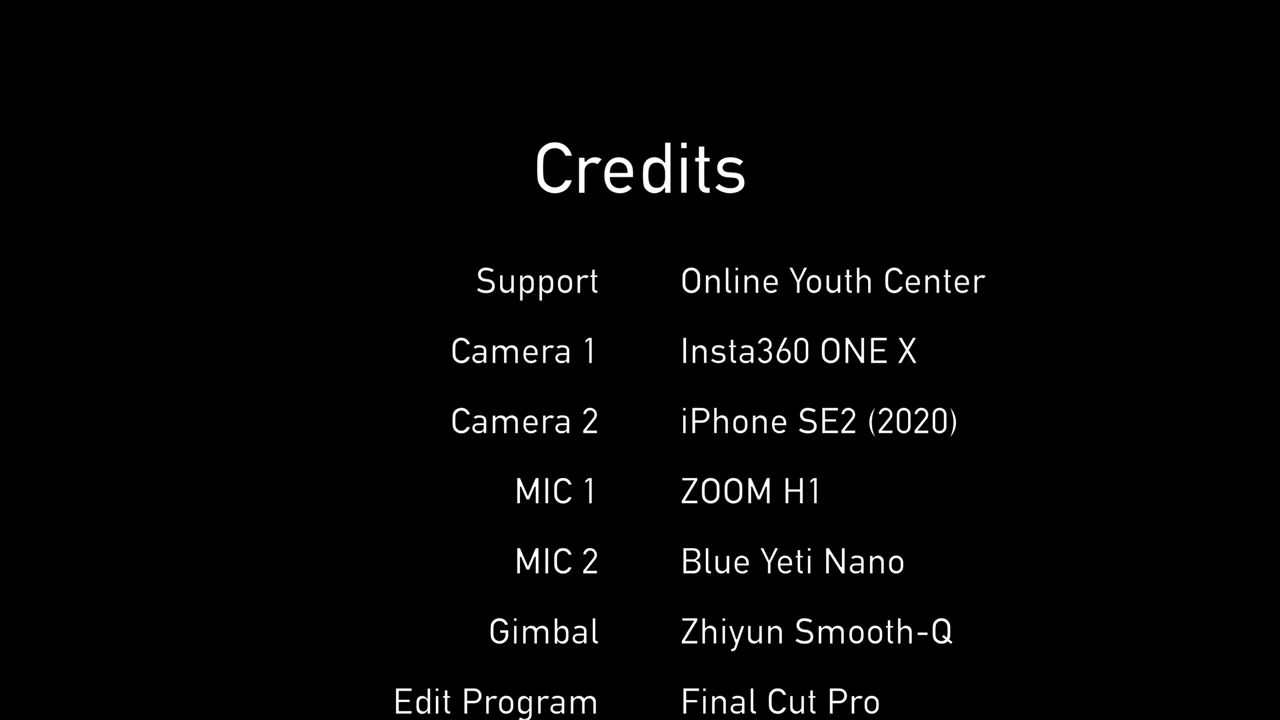 Credits
Support Online Youth Center
Camera 1 Insta360 ONE X
Camera 2 iPhone SE2 (2020)
MIC 1 ZOOM H1
MIC 2 Blue Yeti Nano
Gimbal Zhiyun Smooth-Q
Edit Program Final Cut Pro